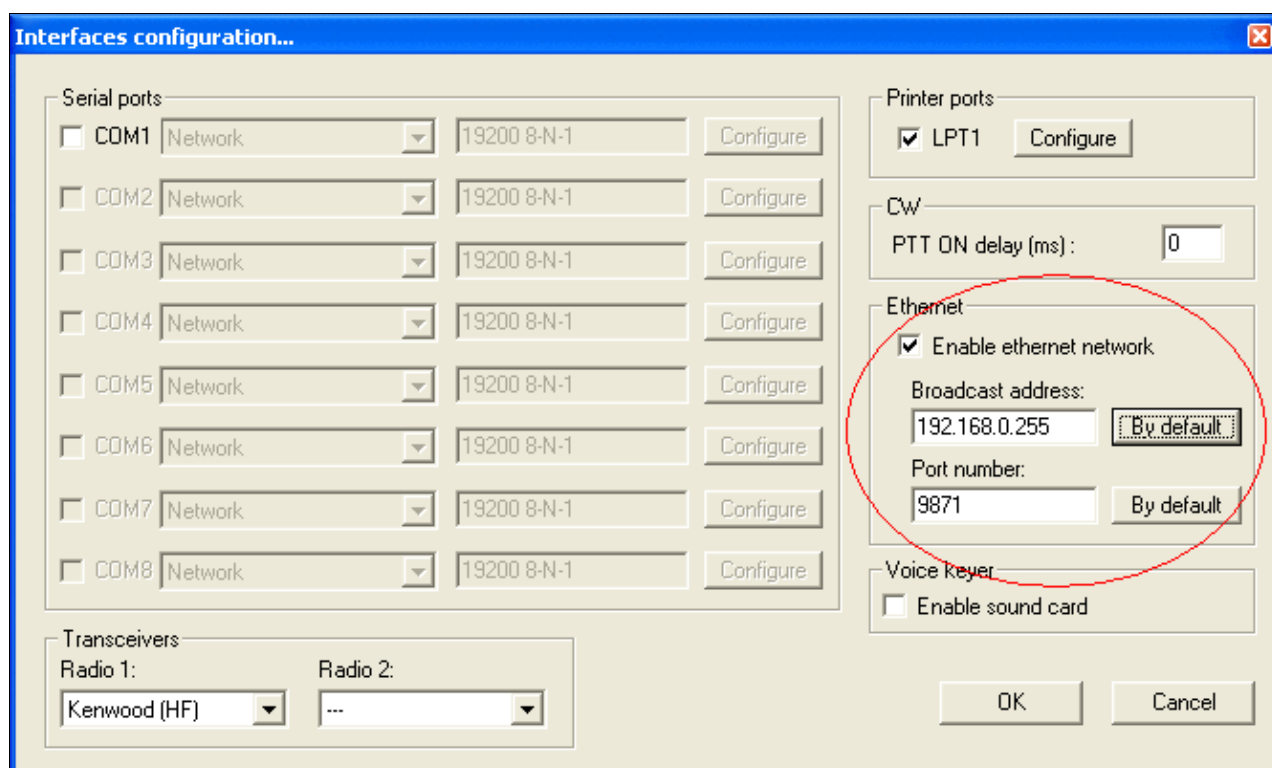 Interfaces configuration...
Serial ports
COM1 Network 19200 8-N-1 Configure
COM2 Network 19200 8-N-1 Configure
COM3 Network 19200 8-N-1 Configure
COM4 Network 19200 8-N-1 Configure
COM5 Network 19200 8-N-1 Configure
COM6 Network 19200 8-N-1 Configure
COM7 Network 19200 8-N-1 Configure
COM8 Network 19200 8-N-1 Configure
Transceivers
Radio 1: Radio 2:
Kenwood (HF) ---
Printer ports
LPT1 Configure
CW
PTT ON delay (ms) : 0
Ethernet
Enable ethernet network
Broadcast address:
192.168.0.255 By default
Port number:
9871 By default
Voice keyer
Enable sound card
OK Cancel